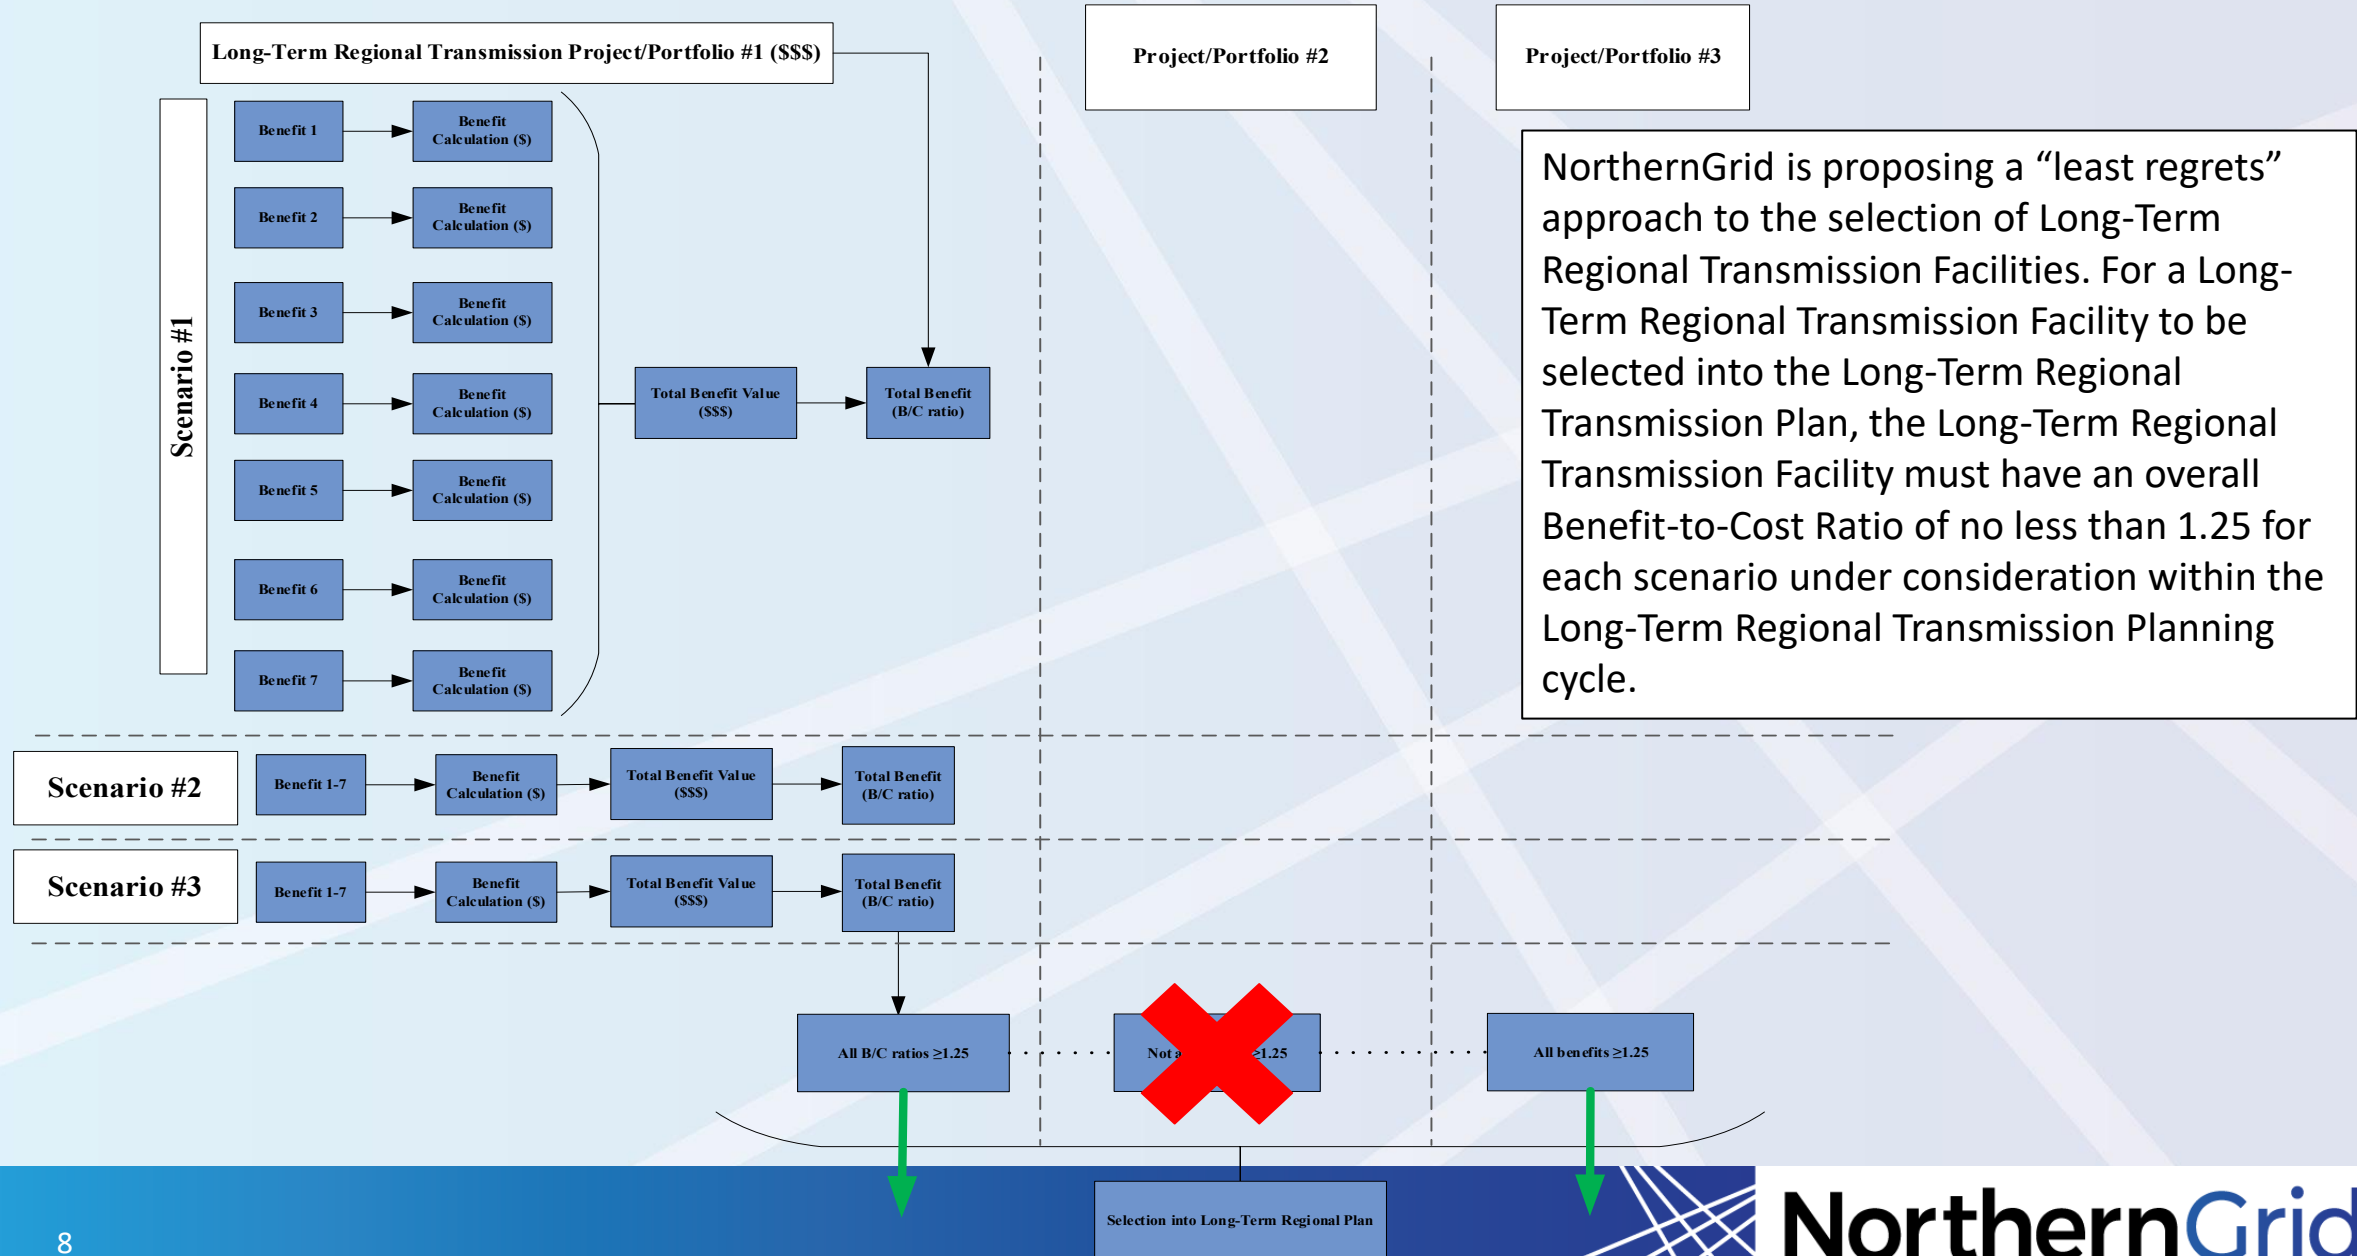 Long-Term Regional Transmission Project/Portfolio #1 ($$$)
Project/Portfolio #2
Project/Portfolio #3
Scenario #1
Benefit 1
Benefit
Calculation ($)
Benefit 2
Benefit
Calculation ($)
Benefit 3
Benefit
Calculation ($)
Benefit 4
Benefit
Calculation ($)
Benefit 5
Benefit
Calculation ($)
Benefit 6
Benefit
Calculation ($)
Benefit 7
Benefit
Calculation ($)
Total Benefit Value
($$$)
Total Benefit
(B/C ratio)
NorthernGrid is proposing a “least regrets”
approach to the selection of Long-Term
Regional Transmission Facilities. For a Long-
Term Regional Transmission Facility to be
selected into the Long-Term Regional
Transmission Plan, the Long-Term Regional
Transmission Facility must have an overall
Benefit-to-Cost Ratio of no less than 1.25 for
each scenario under consideration within the
Long-Term Regional Transmission Planning
cycle.
Scenario #2
Benefit 1-7
Benefit
Calculation ($)
Total Benefit Value
($$$)
Total Benefit
(B/C ratio)
Scenario #3
Benefit 1-7
Benefit
Calculation ($)
Total Benefit Value
($$$)
Total Benefit
(B/C ratio)
All B/C ratios ≥1.25
Not ≥1.25
All benefits ≥1.25
Selection into Long-Term Regional Plan
8
NorthernGrid